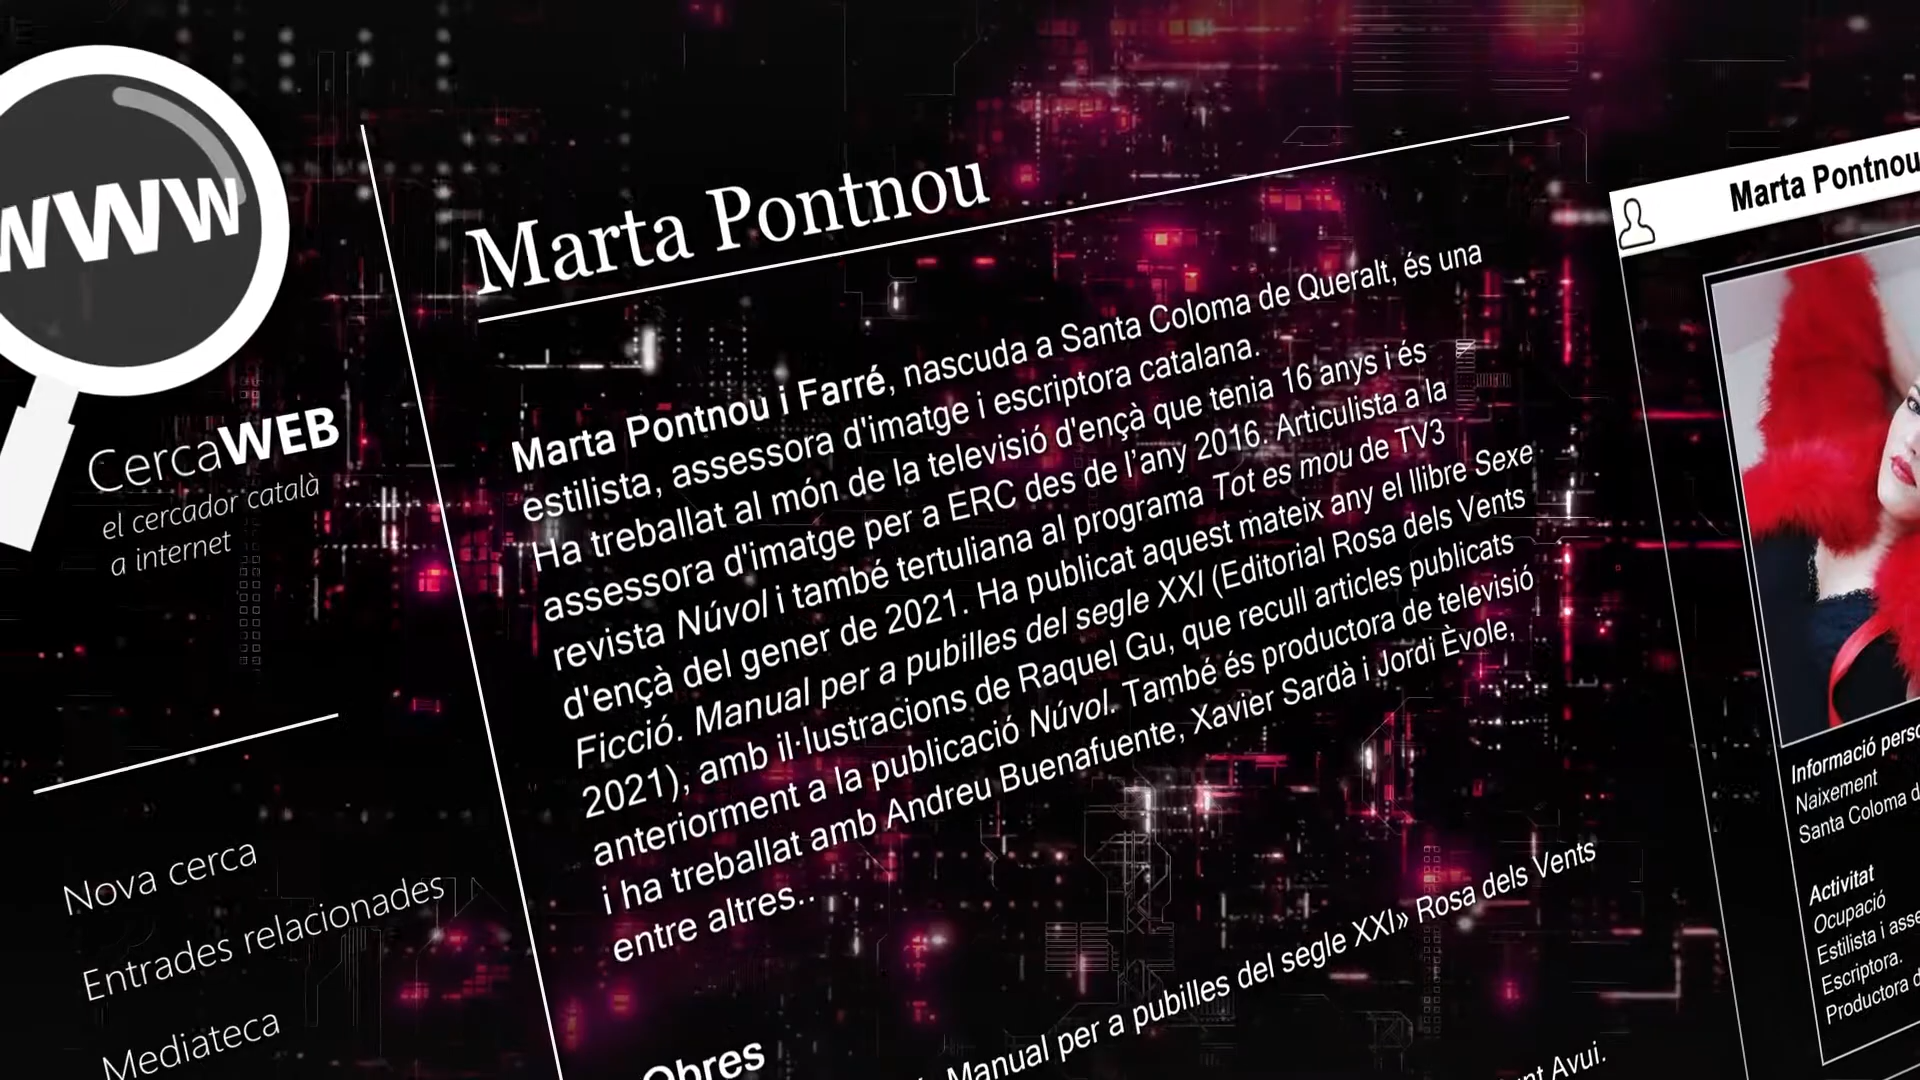 www
CercaWEB
el cercador català
a internet
Nova cerca
Entrades relacionades
Mediateca
Marta Pontnou
Marta Pontnou i Farré, nascuda a Santa Coloma de Queralt, és una
estilista, assessora d'imatge i escriptora catalana.
Ha treballat al món de la televisió d'ençà que tenia 16 anys i és
assessora d'imatge per a ERC des de l’any 2016. Articulista a la
revista Núvol i també tertuliana al programa Tot es mou de TV3
d'ençà del gener de 2021. Ha publicat aquest mateix any el llibre Sexe
Ficció. Manual per a pubilles del segle XXI (Editorial Rosa dels Vents
2021), amb il·lustracions de Raquel Gu, que recull articles publicats
anteriorment a la publicació Núvol. També és productora de televisió
i ha treballat amb Andreu Buenafuente, Xavier Sardà i Jordi Èvole,
entre altres..
Obres
Manual per a pubilles del segle XXI» Rosa dels Vents
Avui.
Marta Pontnou
Informació
Naixement
Santa Coloma
Activitat
Ocupació
Estilista i
Escriptora.
Productora